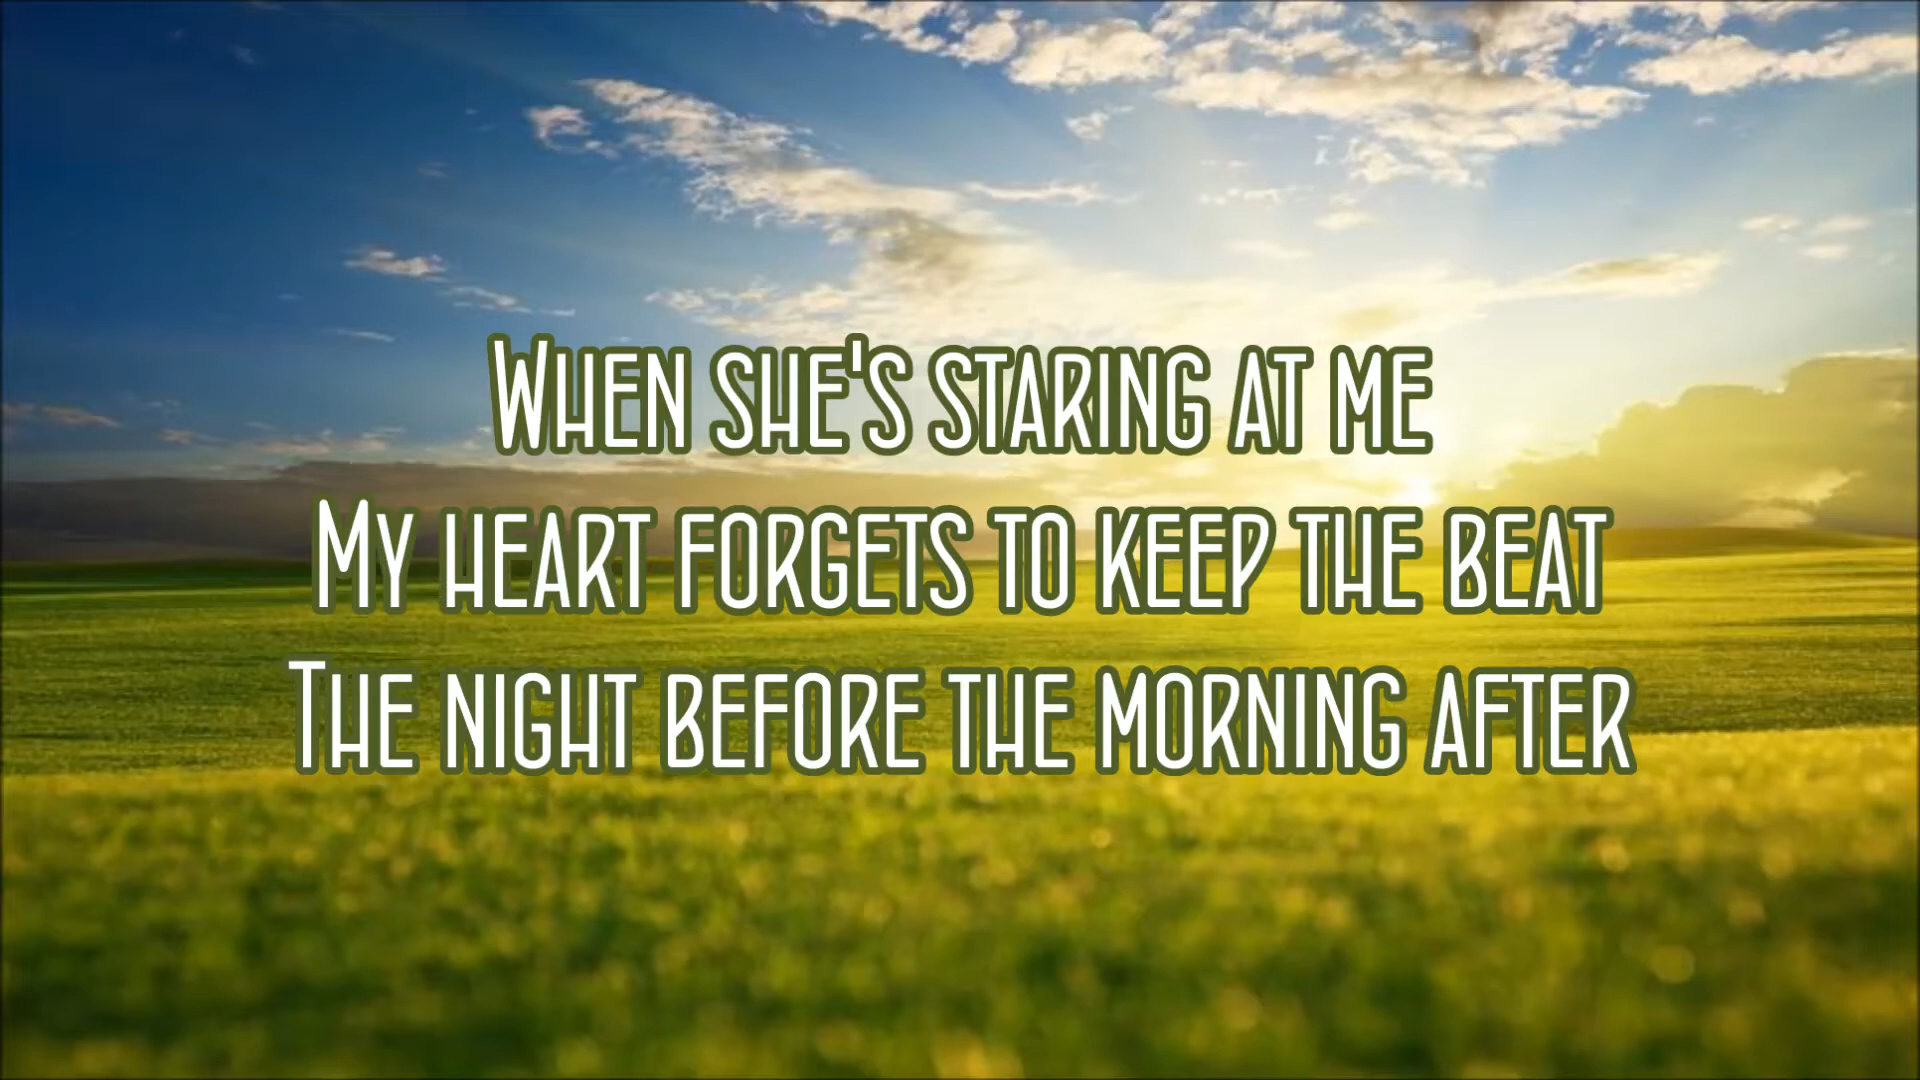 When she's staring at me
My heart forgets to keep the beat
The night before the morning after